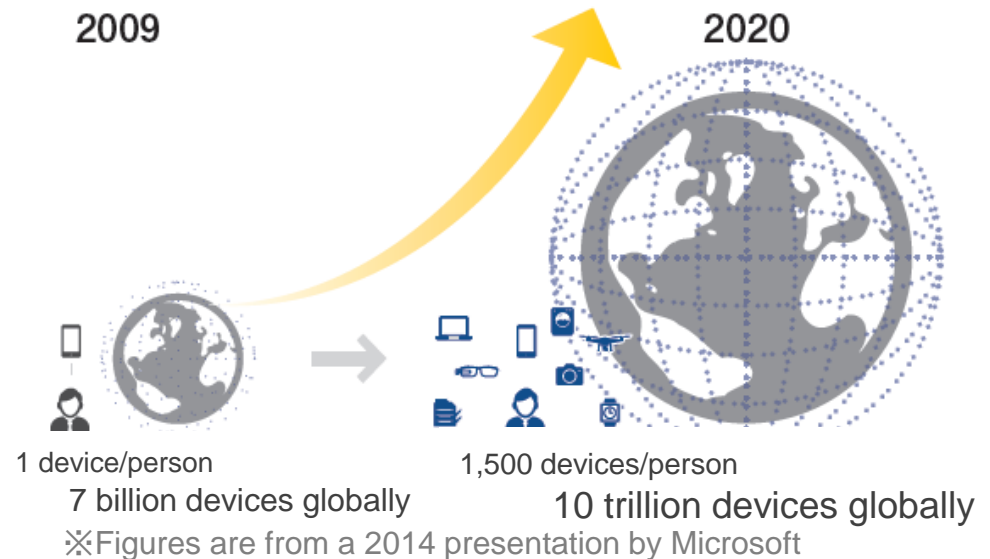 2009
2020
1 device/person
1,500 devices/person
7 billion devices globally
10 trillion devices globally
※Figures are from a 2014 presentation by Microsoft